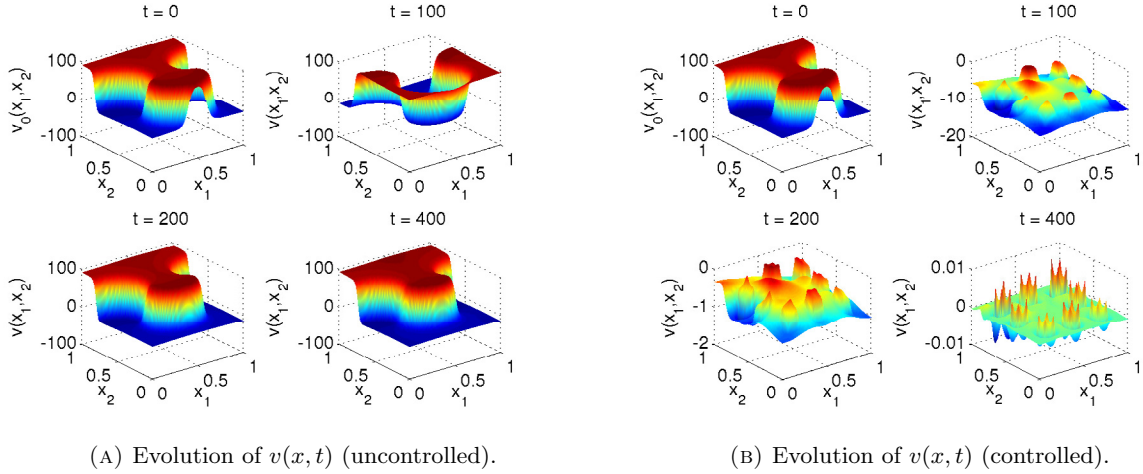 t = 0
t = 100
100
0
-100
v₀(x₁,x₂)
1
0.5
0
x₂
0
0.5
1
x₁
100
0
-100
v(x₁,x₂)
1
0.5
0
x₂
0
0.5
1
x₁
t = 200
t = 400
100
0
-100
v(x₁,x₂)
1
0.5
0
x₂
0
0.5
1
x₁
100
0
-100
v(x₁,x₂)
1
0.5
0
x₂
0
0.5
1
x₁
(A) Evolution of v(x, t) (uncontrolled).
t = 0
t = 100
100
0
-100
v₀(x₁,x₂)
1
0.5
0
x₂
0
0.5
1
x₁
0
-10
-20
v(x₁,x₂)
1
0.5
0
x₂
0
0.5
1
x₁
t = 200
t = 400
0
-1
-2
v(x₁,x₂)
1
0.5
0
x₂
0
0.5
1
x₁
0.01
0
-0.01
v(x₁,x₂)
1
0.5
0
x₂
0
0.5
1
x₁
(B) Evolution of v(x, t) (controlled).